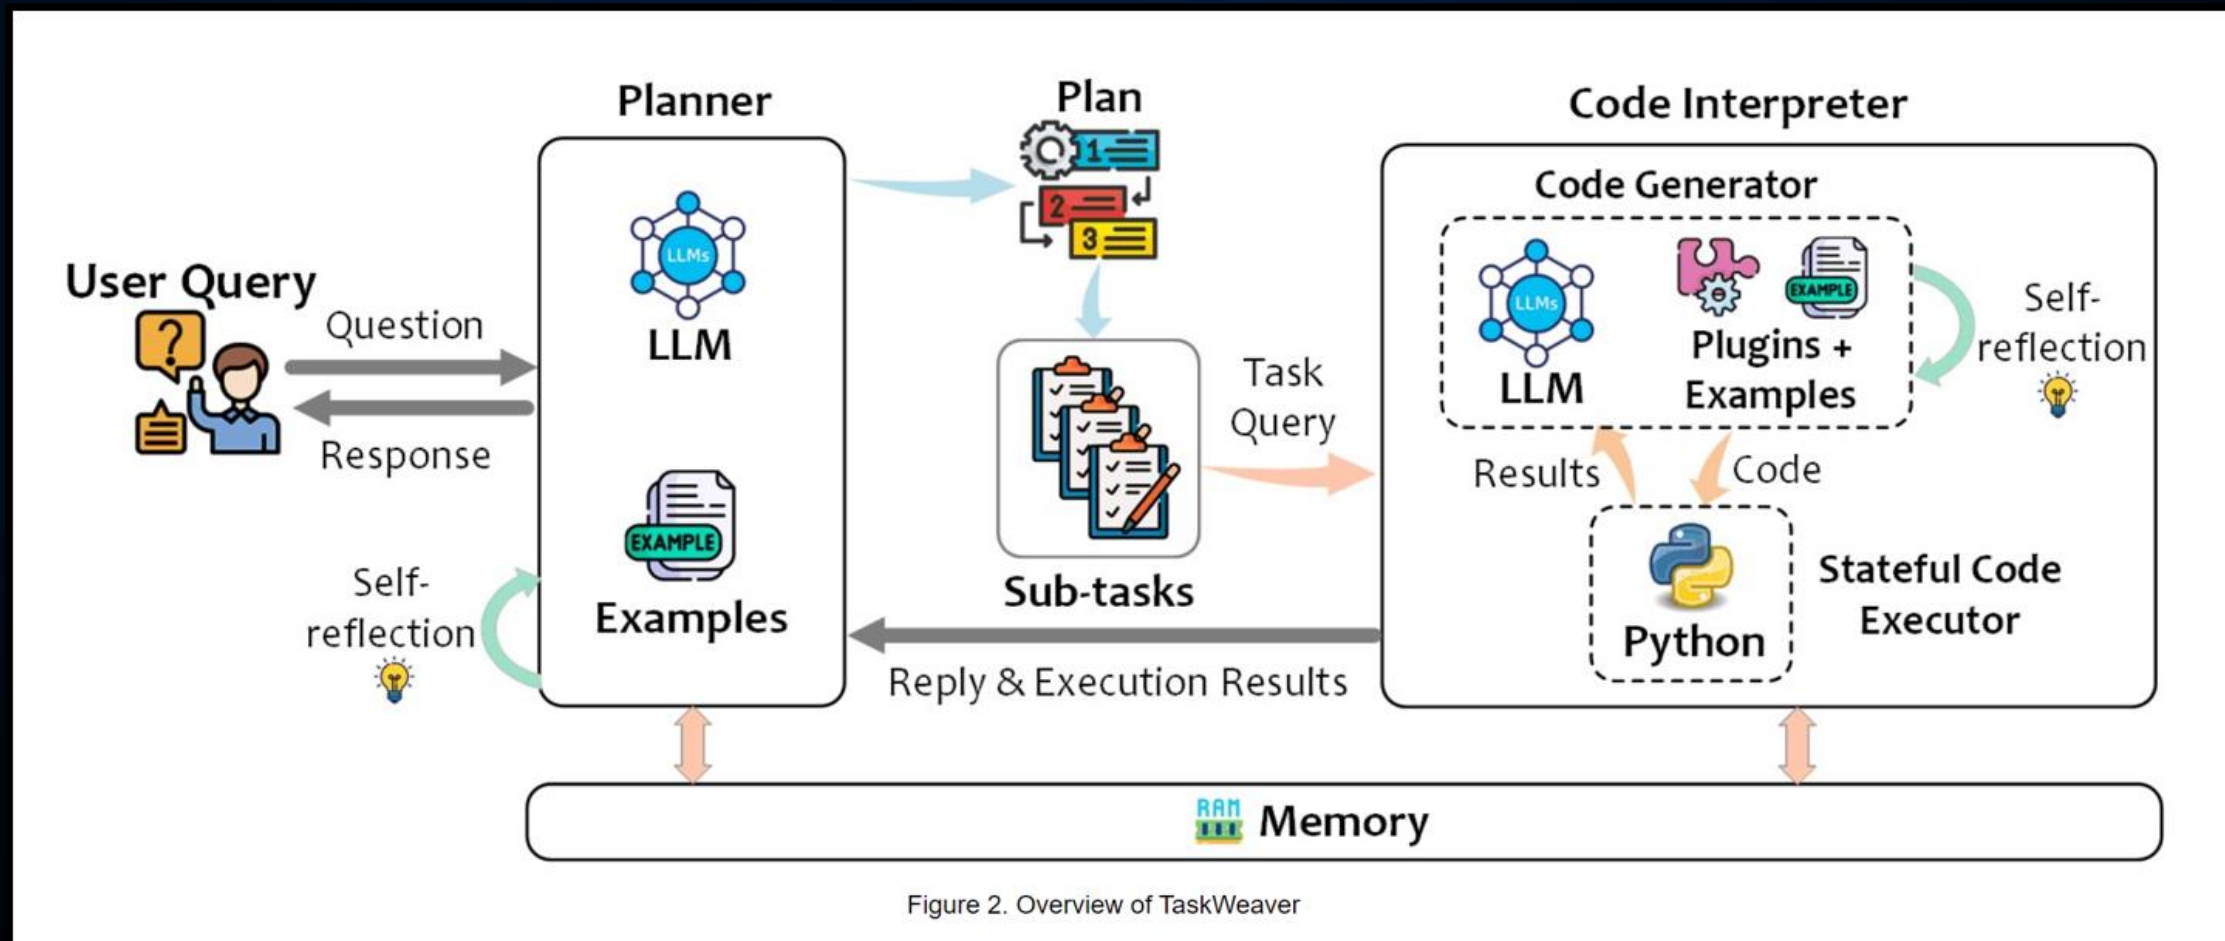 Planner
Plan
Code Interpreter
1
2
3
Code Generator
User Query
?
Question
Response
LLMs
LLM
EXAMPLE
Examples
Self-
reflection
Sub-tasks
Task
Query
Reply & Execution Results
LLMs
LLM
EXAMPLE
Plugins +
Examples
Self-
reflection
Results
Code
Python
Stateful Code
Executor
RAM
Memory
Figure 2. Overview of TaskWeaver